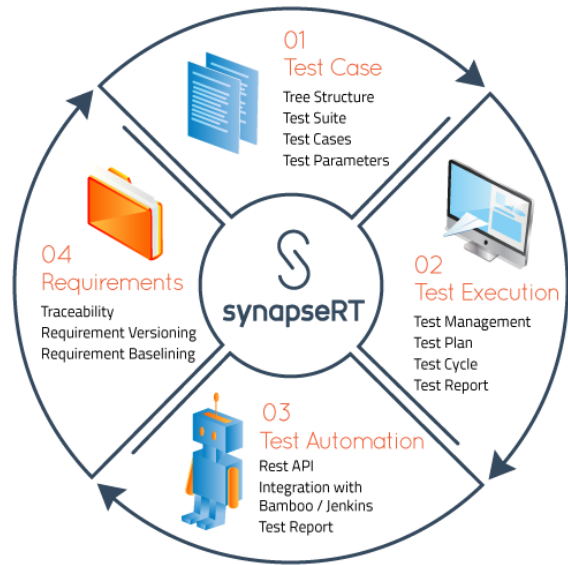 01
Test Case
Tree Structure
Test Suite
Test Cases
Test Parameters
02
Test Execution
Test Management
Test Plan
Test Cycle
Test Report
03
Test Automation
Rest API
Integration with
Bamboo / Jenkins
Test Report
04
Requirements
Traceability
Requirement Versioning
Requirement Baselining
synapseRT